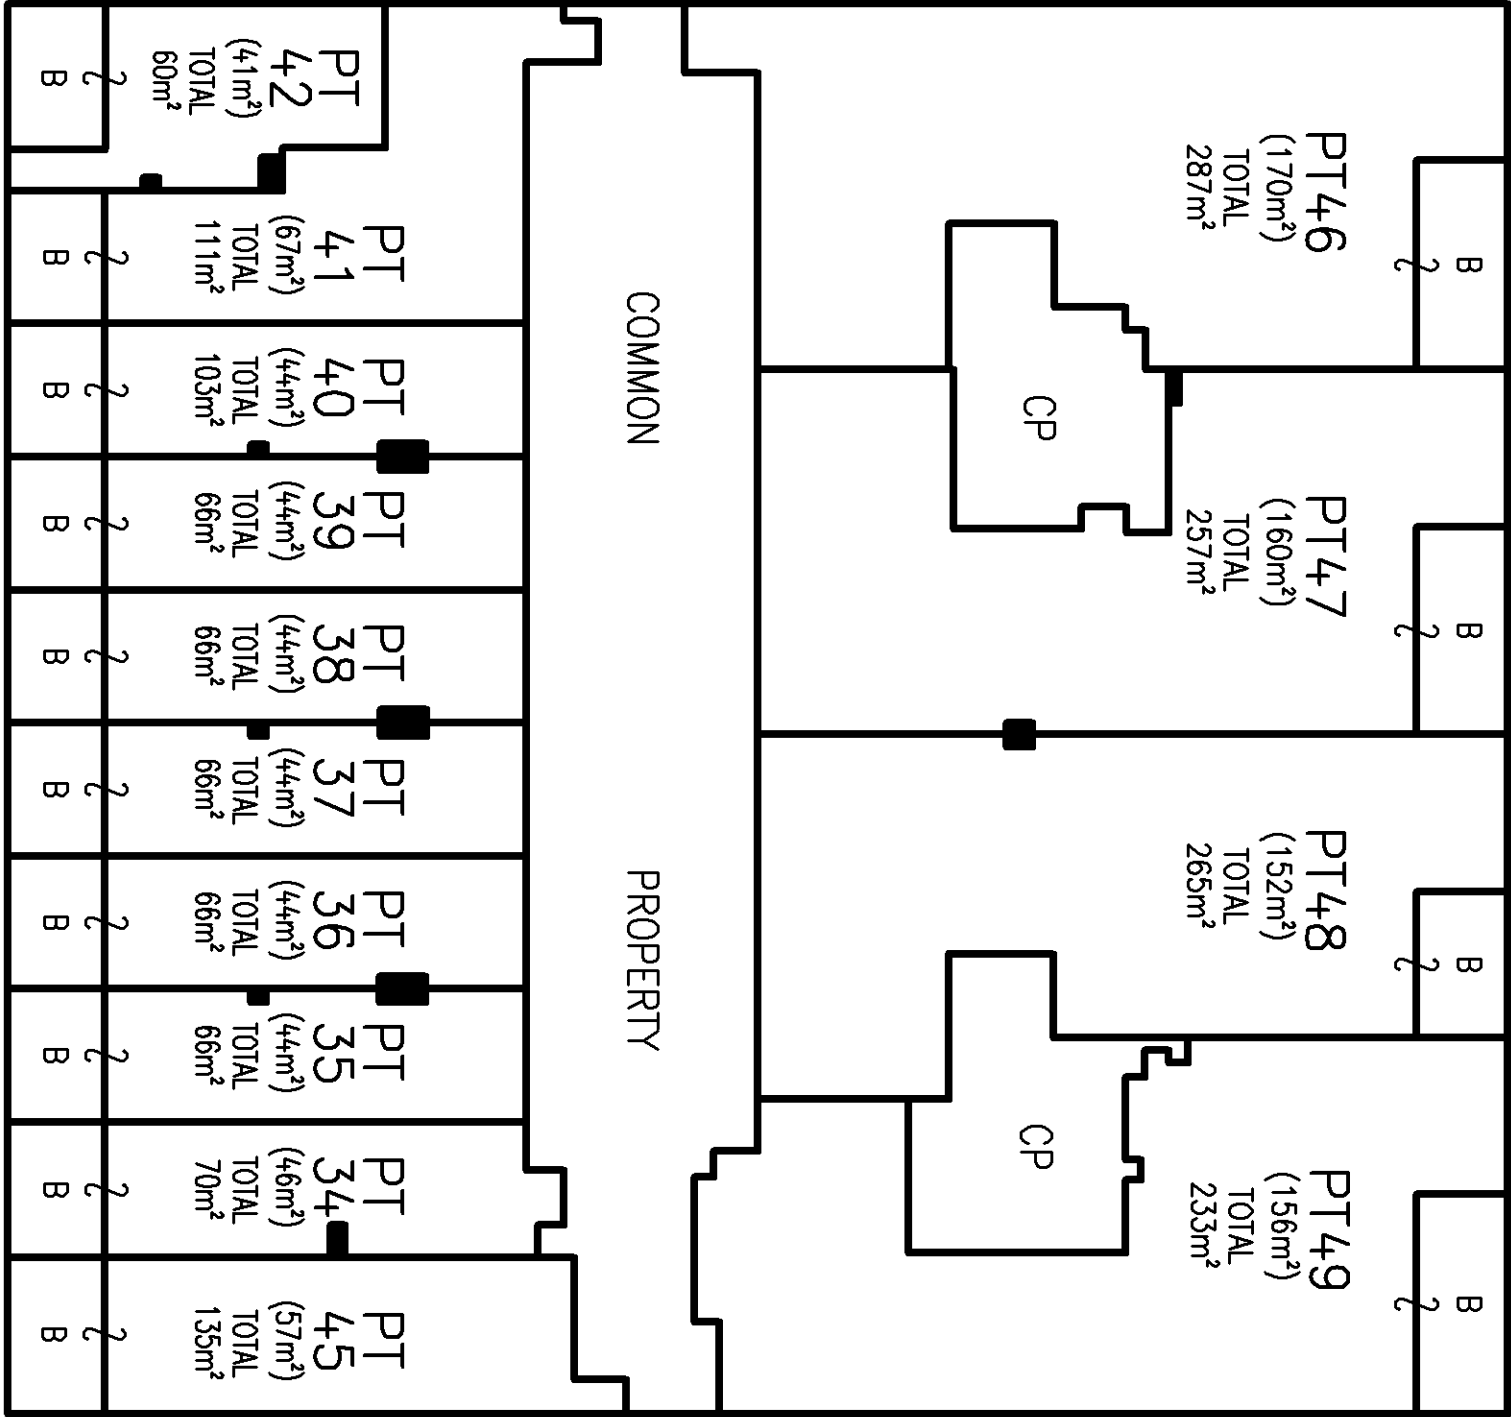 B
PT46
(170m²)
TOTAL
287m²
B
PT47
(160m²)
TOTAL
257m²
B
PT48
(152m²)
TOTAL
265m²
B
PT49
(156m²)
TOTAL
233m²
CP
CP
COMMON PROPERTY
PT
42
(41m²)
TOTAL
60m²
B
PT
41
(67m²)
TOTAL
111m²
B
PT
40
(44m²)
TOTAL
103m²
B
PT
39
(44m²)
TOTAL
66m²
B
PT
38
(44m²)
TOTAL
66m²
B
PT
37
(44m²)
TOTAL
66m²
B
PT
36
(44m²)
TOTAL
66m²
B
PT
35
(44m²)
TOTAL
66m²
B
PT
34
(46m²)
TOTAL
70m²
B
PT
45
(57m²)
TOTAL
135m²
B